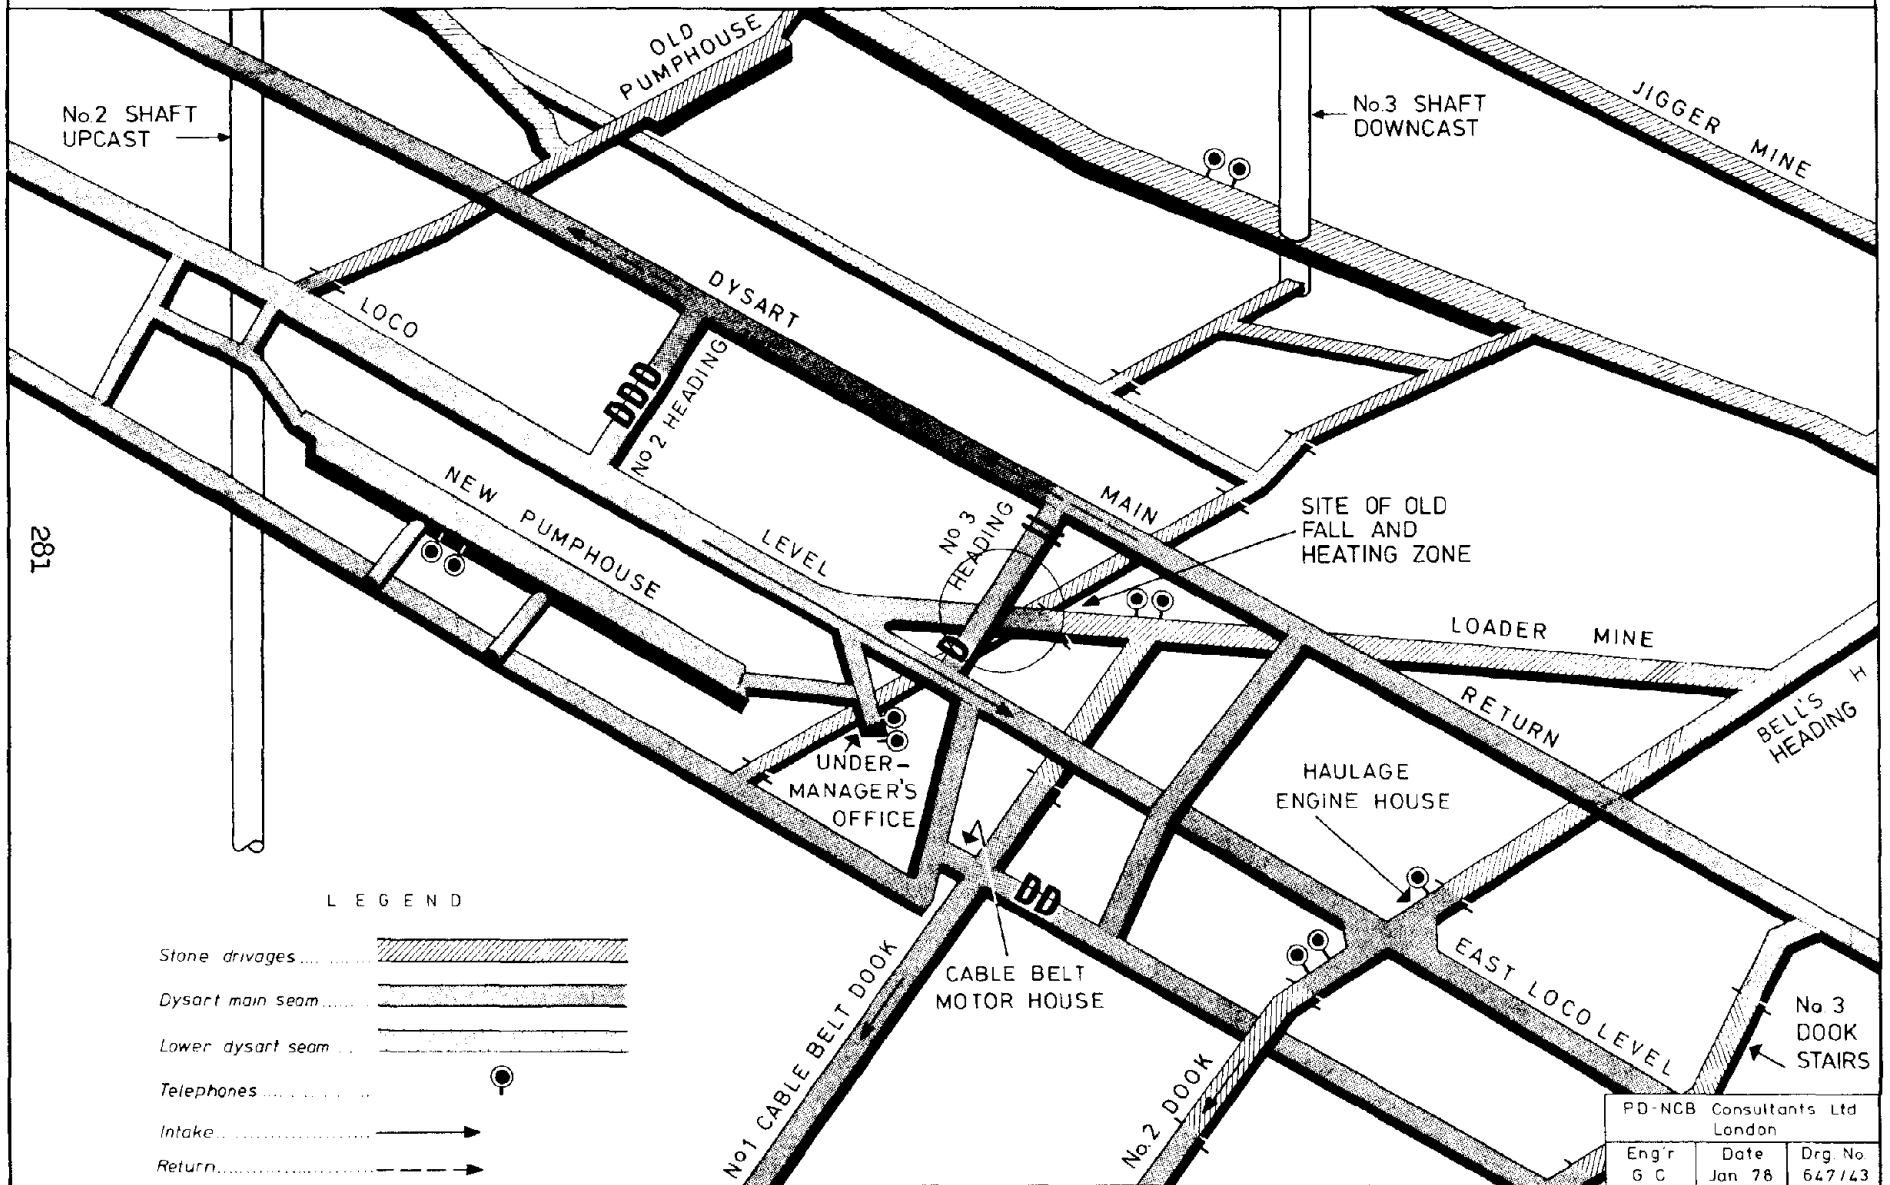 OLD
PUMPHOUSE
No.2 SHAFT
UPCAST
No.3 SHAFT
DOWNCAST
JIGGER MINE
LOCO
DYSART
DDD
No 2 HEADING
NEW PUMPHOUSE
LEVEL
No 3
HEADING
MAIN
SITE OF OLD
FALL AND
HEATING ZONE
281
D
LOADER MINE
RETURN
BELL'S
HEADING
H
UNDER-
MANAGER'S
OFFICE
HAULAGE
ENGINE HOUSE
DD
CABLE BELT
MOTOR HOUSE
EAST LOCO LEVEL
No. 3
DOOK
STAIRS
No1 CABLE BELT DOOK
No.2 DOOK
LEGEND
Stone drivages
Dysart main seam
Lower dysart seam
Telephones
Intake
Return
PD-NCB Consultants Ltd
London
Eng'r Date Drg. No.
G C Jan 78 647/43